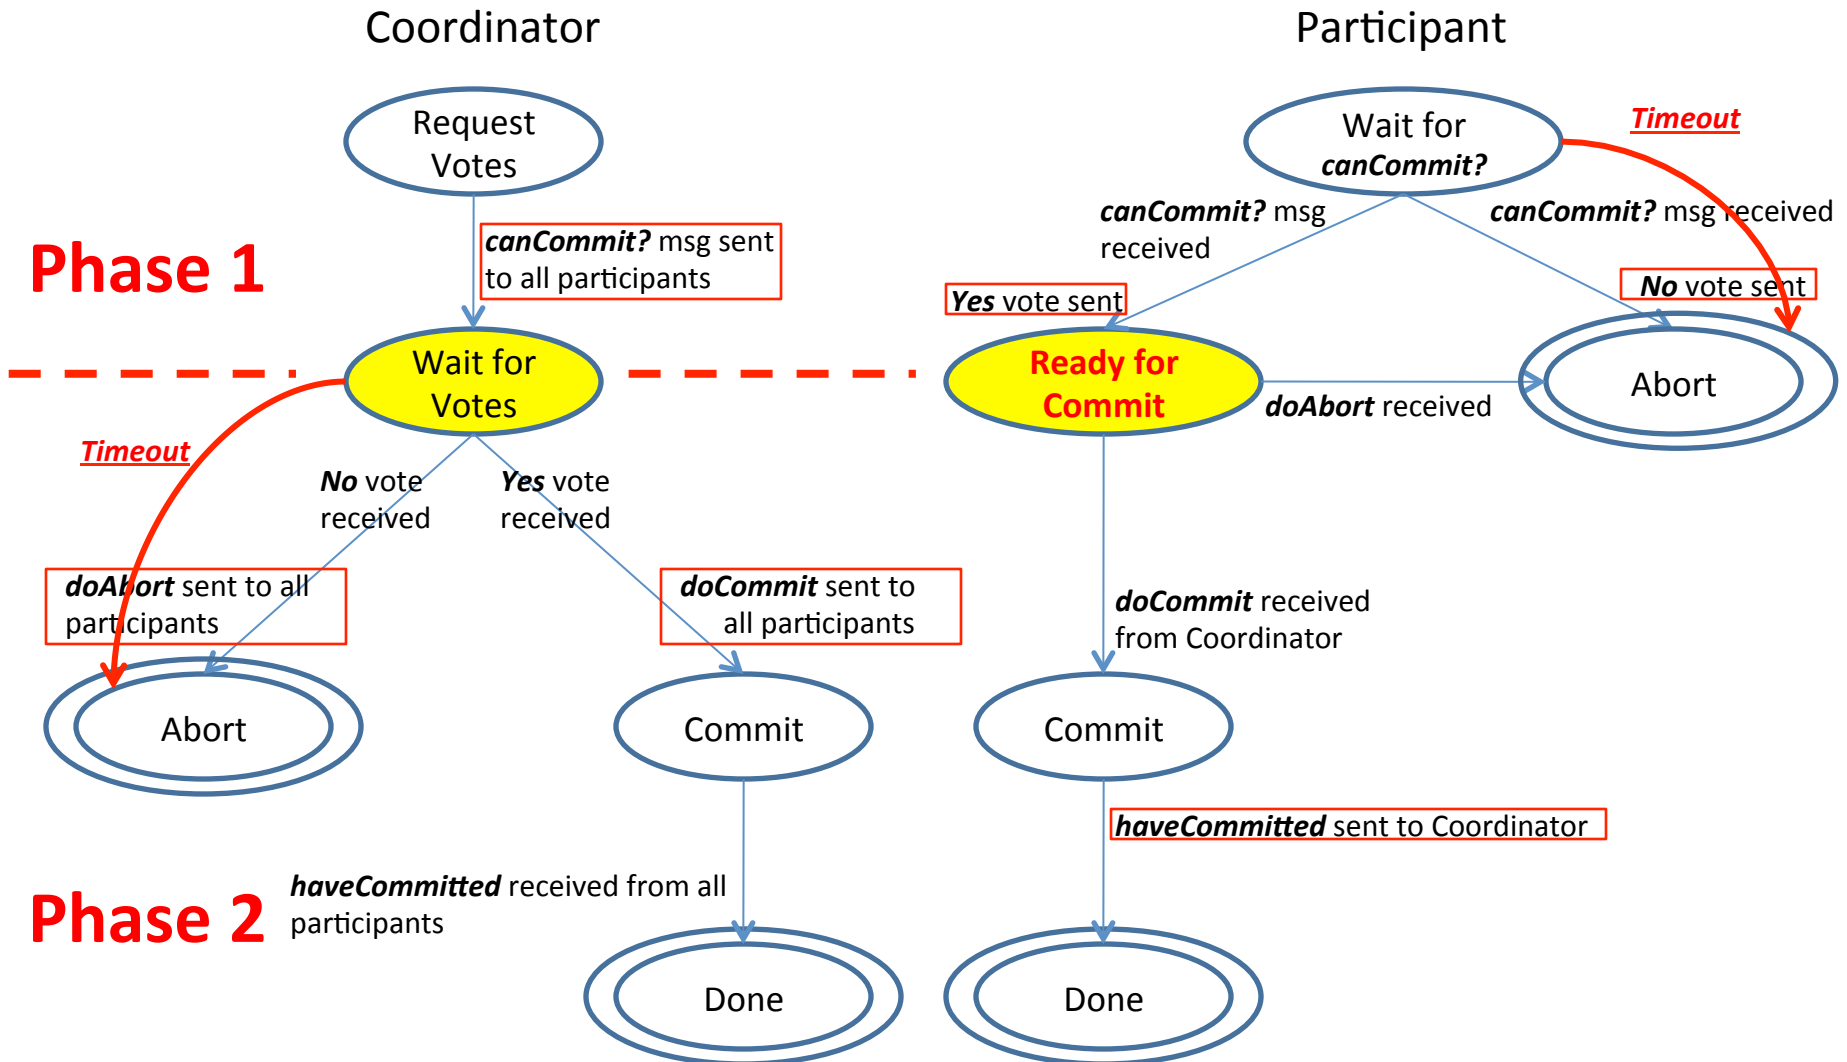 Coordinator
Participant
Request
Votes
Wait for
canCommit?
Timeout
canCommit? msg
received
canCommit? msg received
Phase 1
canCommit? msg sent
to all participants
Yes vote sent
No vote sent
Wait for
Votes
Ready for
Commit
doAbort received
Abort
Timeout
No vote
received
Yes vote
received
doAbort sent to all
participants
doCommit sent to
all participants
doCommit received
from Coordinator
Abort
Commit
Commit
haveCommitted sent to Coordinator
Phase 2
haveCommitted received from all
participants
Done
Done